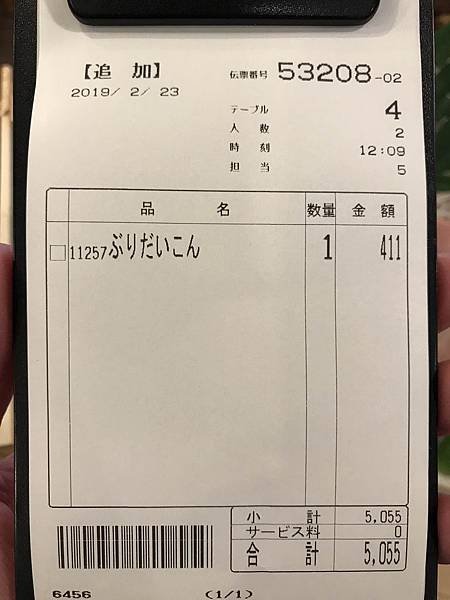 【追 加】 伝票番号 53208-02
2019/ 2/ 23
テーブル 4
人 数 2
時 刻 12:09
担 当 5
品 名 数量 金 額
11257ぶりだいこん 1 411
小 計 5,055
サービス料 0
合 計 5,055
6456 (1/1)